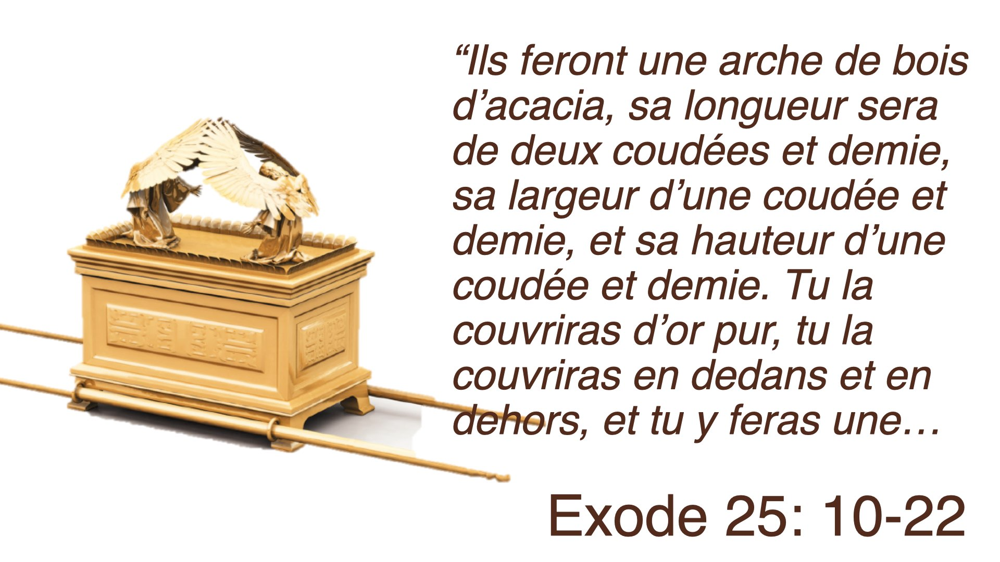 “Ils feront une arche de bois
d’acacia, sa longueur sera
de deux coudées et demie,
sa largeur d’une coudée et
demie, et sa hauteur d’une
coudée et demie. Tu la
couvriras d’or pur, tu la
couvriras en dedans et en
dehors, et tu y feras une…
Exode 25: 10-22